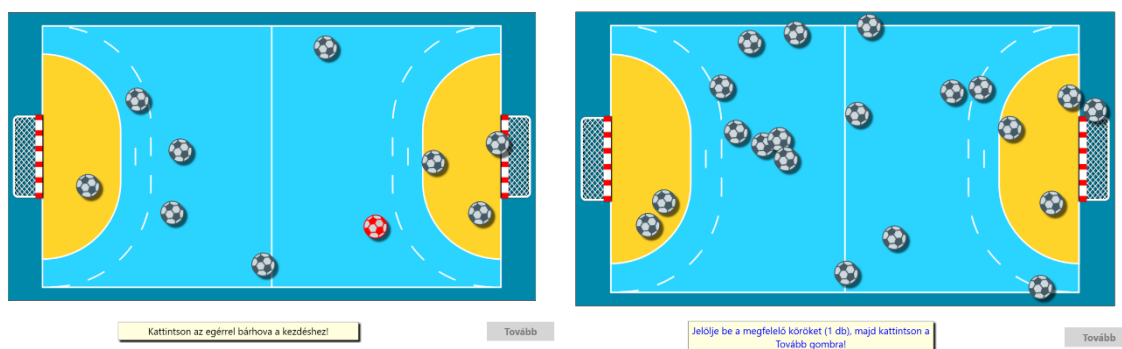 Kattintson az egérrel bárhova a kezdéshez!
Tovább
Jelölje be a megfelelő köröket (1 db), majd kattintson a
Tovább gombra!
Tovább